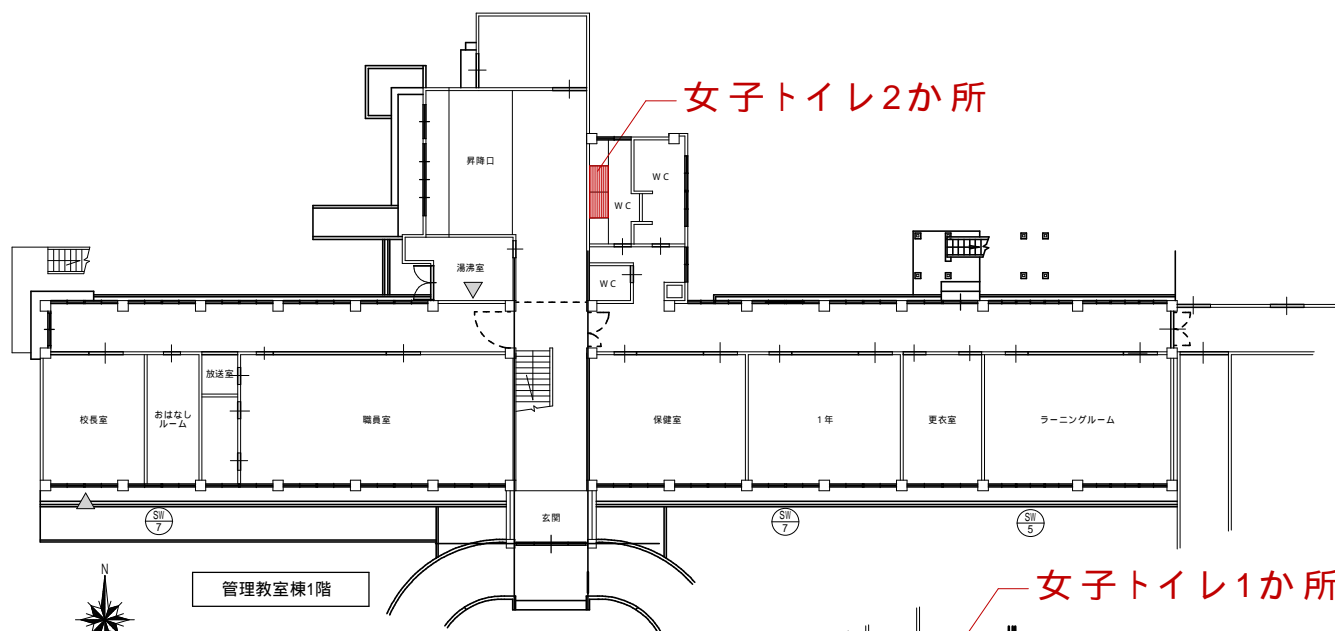 女子トイレ2か所
昇降口
WC
WC
湯沸室
WC
放送室
校長室
おはなし
ルーム
職員室
保健室
1年
更衣室
ラーニングルーム
玄関
SW
7
SW
7
SW
5
N
管理教室棟1階
女子トイレ1か所